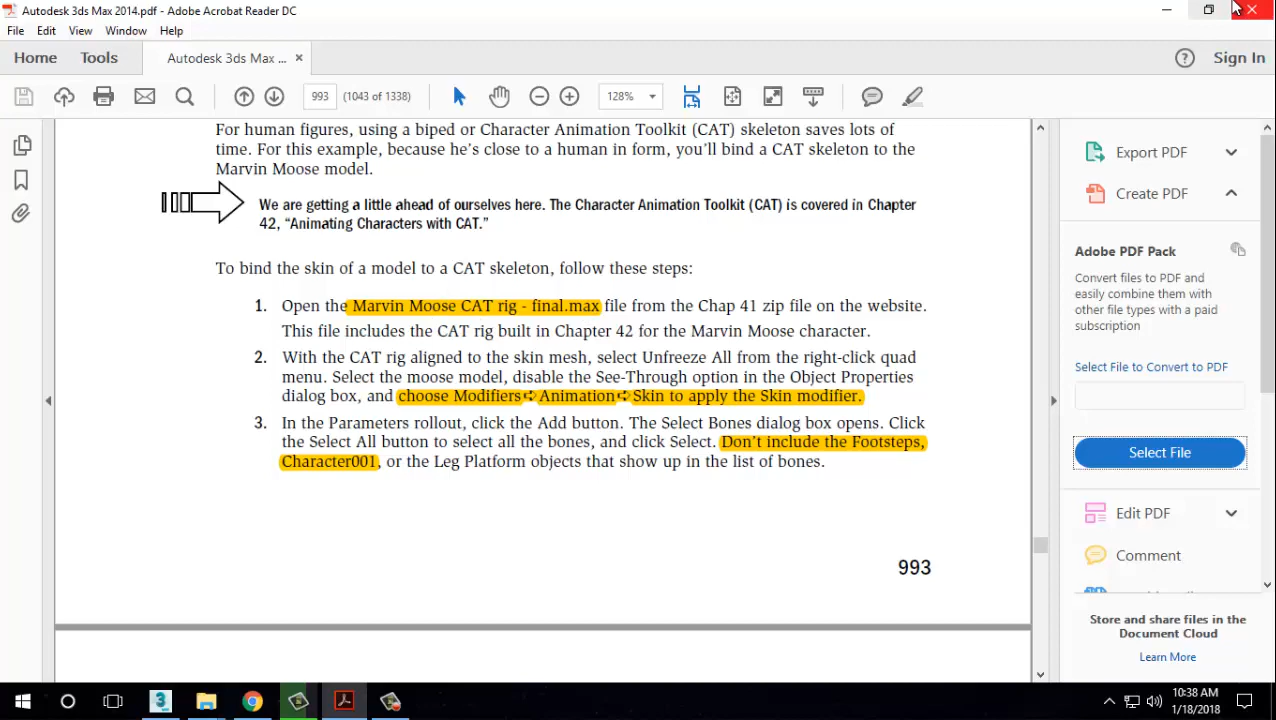 Autodesk 3ds Max 2014.pdf - Adobe Acrobat Reader DC
File Edit View Window Help
Home Tools Autodesk 3ds Max ... × Sign In
993 (1043 of 1338) 128%
For human figures, using a biped or Character Animation Toolkit (CAT) skeleton saves lots of
time. For this example, because he's close to a human in form, you'll bind a CAT skeleton to the
Marvin Moose model.
We are getting a little ahead of ourselves here. The Character Animation Toolkit (CAT) is covered in Chapter
42, “Animating Characters with CAT.”
To bind the skin of a model to a CAT skeleton, follow these steps:
1. Open the Marvin Moose CAT rig - final.max file from the Chap 41 zip file on the website.
This file includes the CAT rig built in Chapter 42 for the Marvin Moose character.
2. With the CAT rig aligned to the skin mesh, select Unfreeze All from the right-click quad
menu. Select the moose model, disable the See-Through option in the Object Properties
dialog box, and choose Modifiers ➪ Animation ➪ Skin to apply the Skin modifier.
3. In the Parameters rollout, click the Add button. The Select Bones dialog box opens. Click
the Select All button to select all the bones, and click Select. Don't include the Footsteps,
Character001, or the Leg Platform objects that show up in the list of bones.
993
Export PDF
Create PDF
Adobe PDF Pack
Convert files to PDF and
easily combine them with
other file types with a paid
subscription
Select File to Convert to PDF
Select File
Edit PDF
Comment
Store and share files in the
Document Cloud
Learn More
10:38 AM
1/18/2018